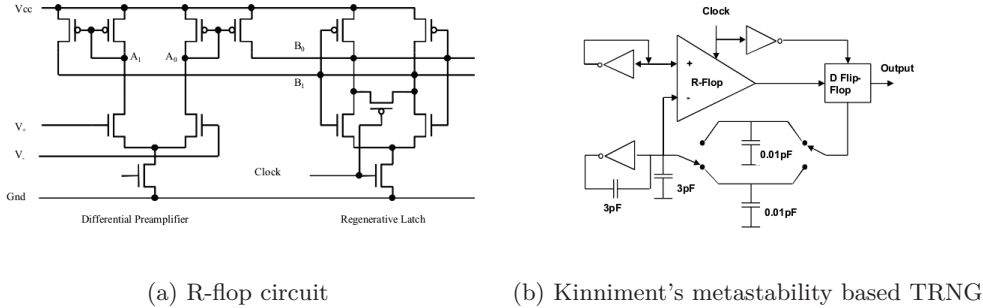 Vcc
A1
A0
B0
B1
V+
V-
Clock
Gnd
Differential Preamplifier
Regenerative Latch
Clock
+
R-Flop
-
D Flip-
Flop
Output
0.01pF
3pF
3pF
0.01pF
(a) R-flop circuit
(b) Kinniment's metastability based TRNG